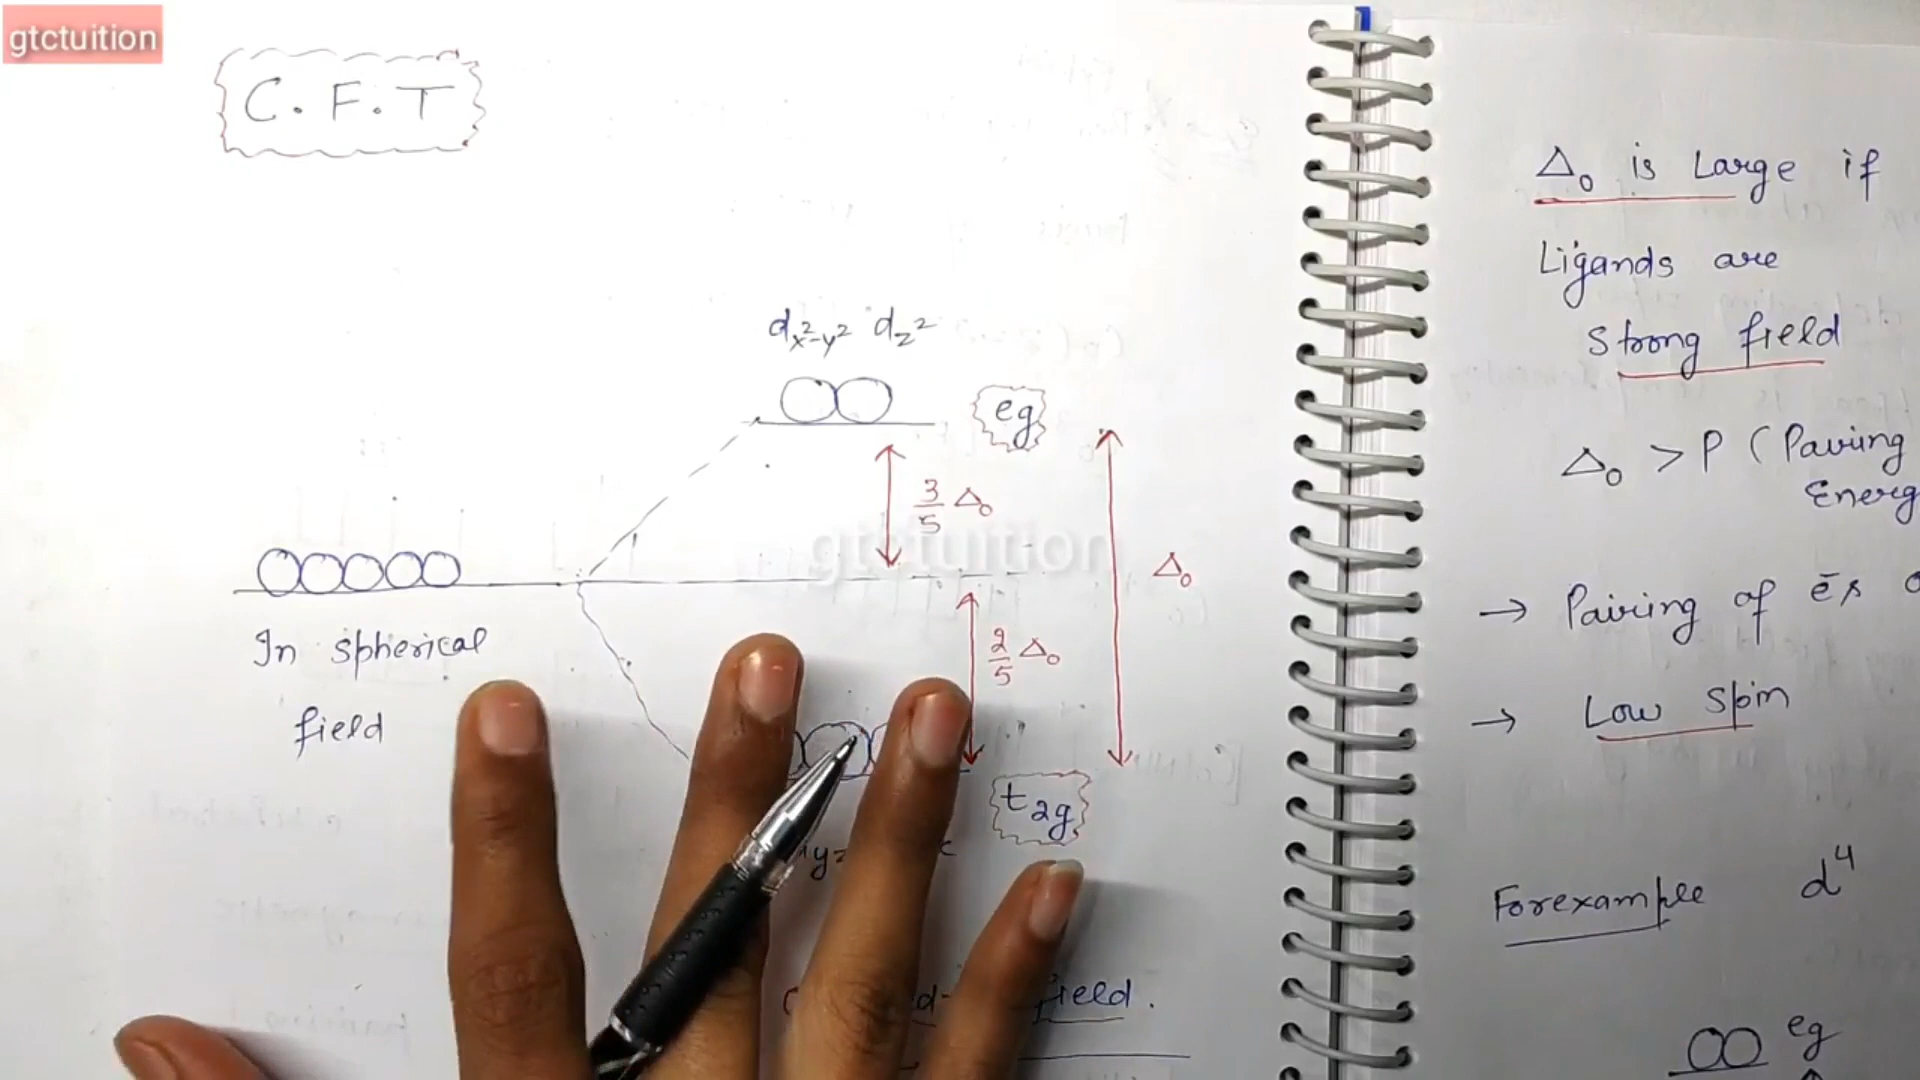 gtctuition
C. F. T
dx²-y² dz²
eg
3/5 Δo
gtctuition
Δo
In spherical
field
2/5 Δo
t2g
field.
Δo is Large if
Ligands are
Strong field
Δo > P (Pairing
Energ
→ Pairing of e̅s
→ Low Spin
Forexample d⁴
eg